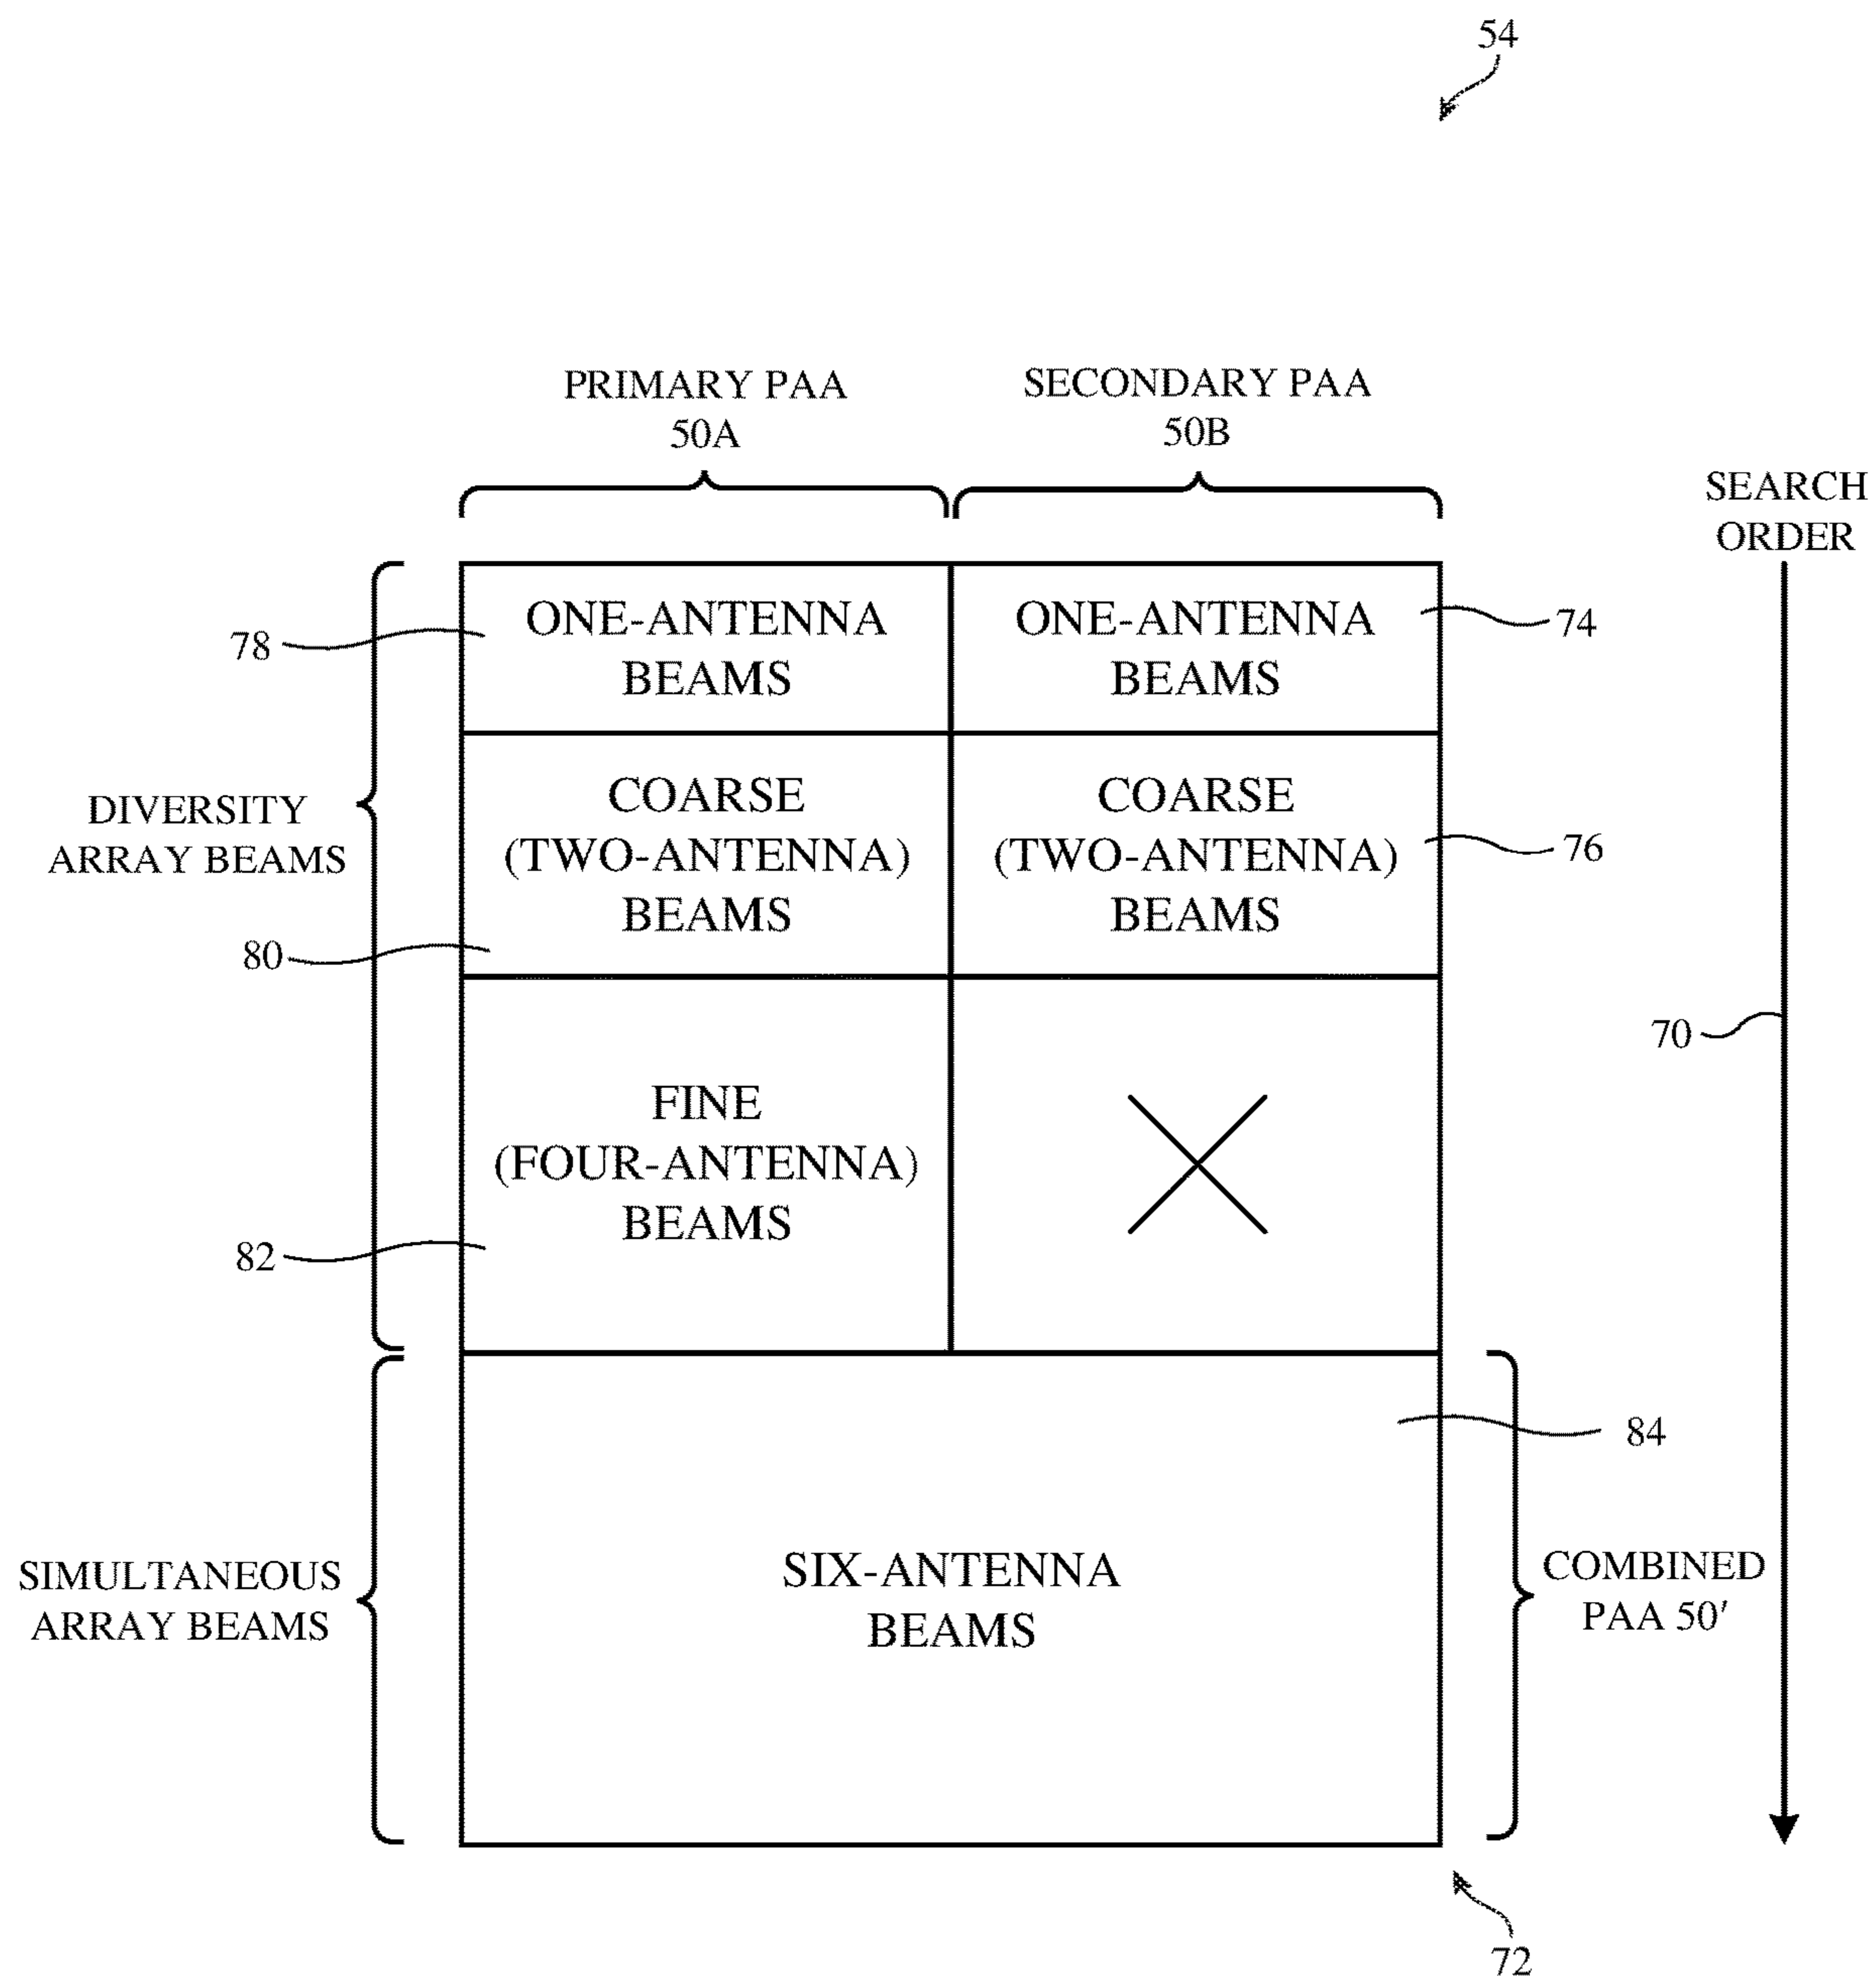 54
PRIMARY PAA
50A
SECONDARY PAA
50B
SEARCH
ORDER
78
ONE-ANTENNA
BEAMS
ONE-ANTENNA
BEAMS
74
DIVERSITY
ARRAY BEAMS
COARSE
(TWO-ANTENNA)
BEAMS
COARSE
(TWO-ANTENNA)
BEAMS
76
80
70
FINE
(FOUR-ANTENNA)
BEAMS
82
84
SIMULTANEOUS
ARRAY BEAMS
SIX-ANTENNA
BEAMS
COMBINED
PAA 50'
72